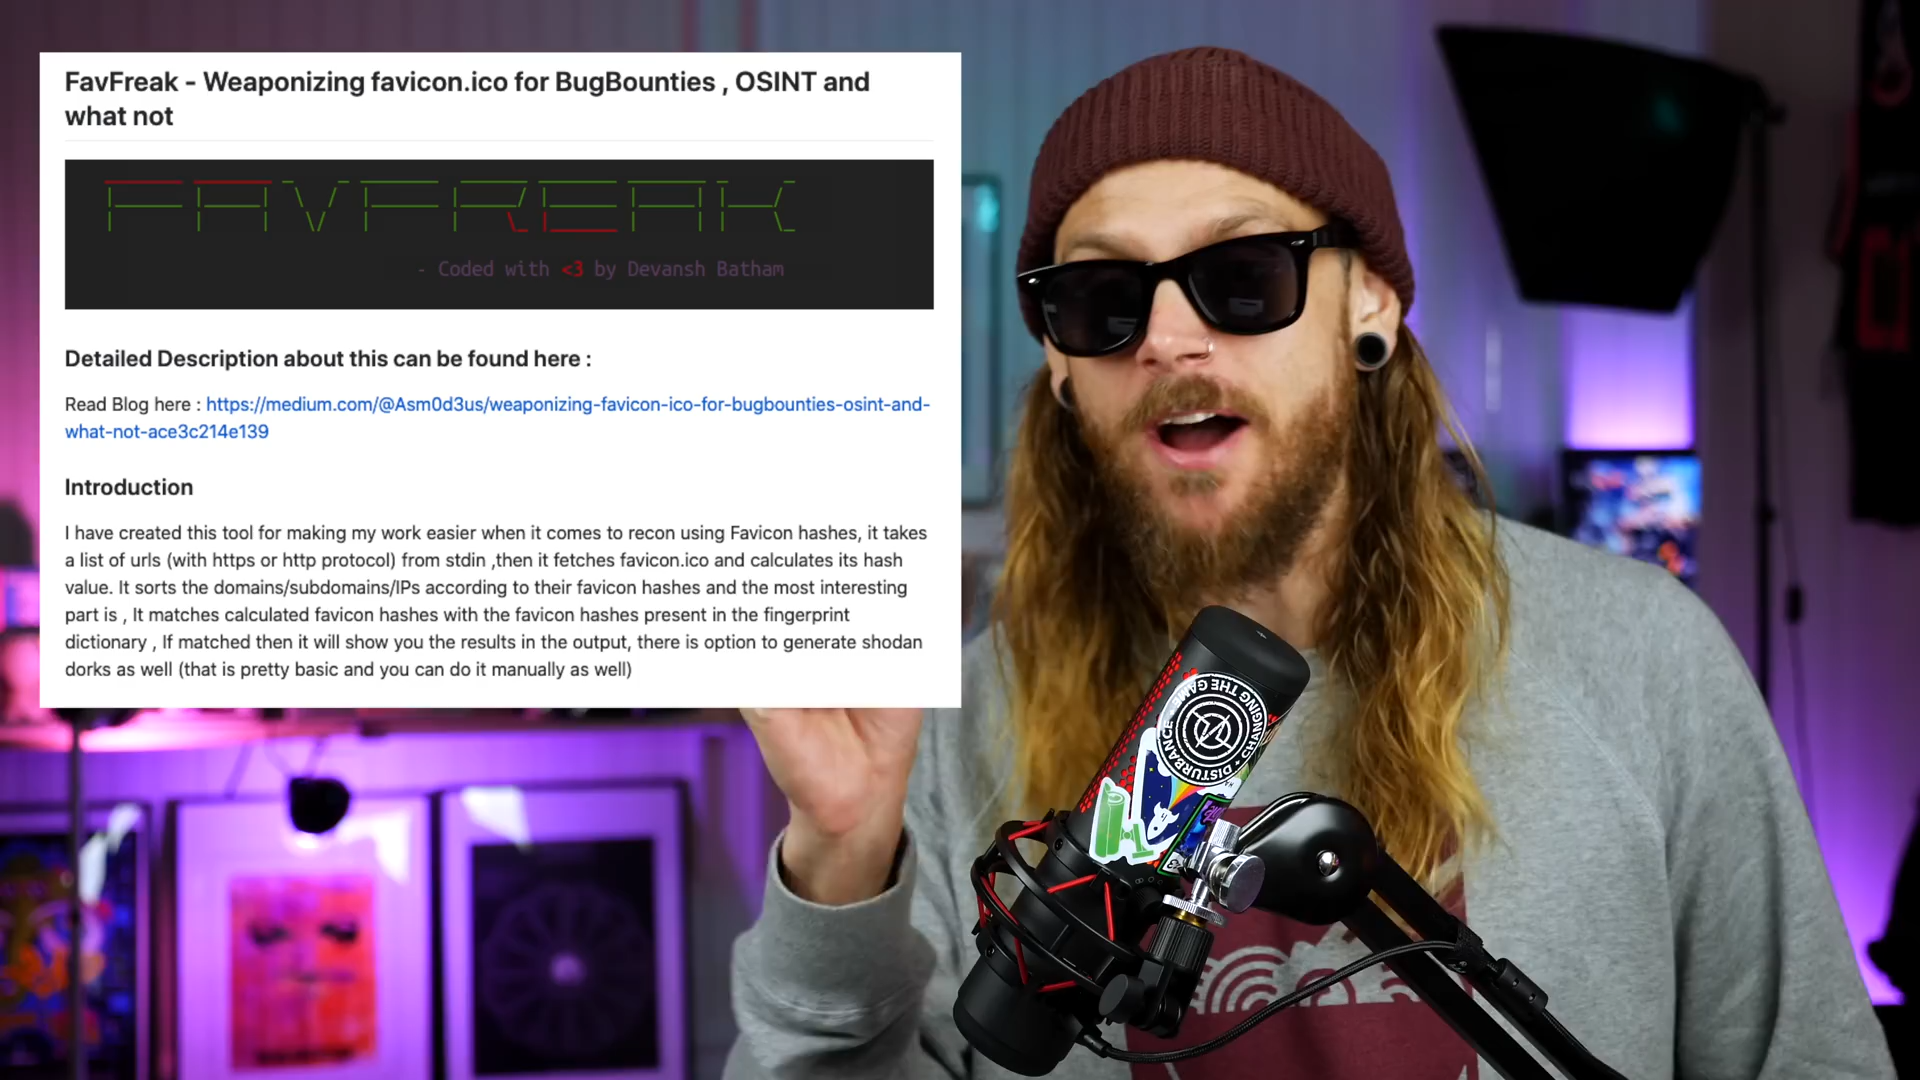 FavFreak - Weaponizing favicon.ico for BugBounties , OSINT and
what not
FAVFREAK
- Coded with <3 by Devansh Batham
Detailed Description about this can be found here :
Read Blog here : https://medium.com/@Asm0d3us/weaponizing-favicon-ico-for-bugbounties-osint-and-
what-not-ace3c214e139
Introduction
I have created this tool for making my work easier when it comes to recon using Favicon hashes, it takes
a list of urls (with https or http protocol) from stdin ,then it fetches favicon.ico and calculates its hash
value. It sorts the domains/subdomains/IPs according to their favicon hashes and the most interesting
part is , It matches calculated favicon hashes with the favicon hashes present in the fingerprint
dictionary , If matched then it will show you the results in the output, there is option to generate shodan
dorks as well (that is pretty basic and you can do it manually as well)
DISTURBANCE • CHANGING THE GAME